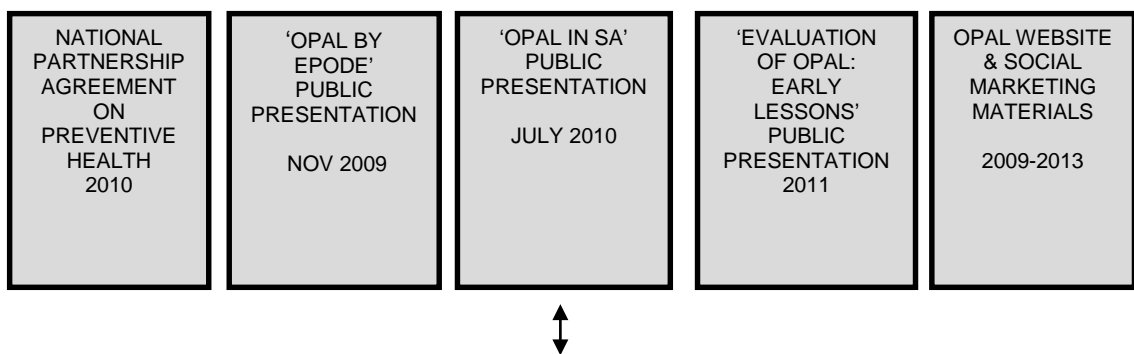 NATIONAL
PARTNERSHIP
AGREEMENT
ON
PREVENTIVE
HEALTH
2010
‘OPAL BY
EPODE’
PUBLIC
PRESENTATION
NOV 2009
‘OPAL IN SA’
PUBLIC
PRESENTATION
JULY 2010
‘EVALUATION
OF OPAL:
EARLY
LESSONS’
PUBLIC
PRESENTATION
2011
OPAL WEBSITE
& SOCIAL
MARKETING
MATERIALS
2009-2013